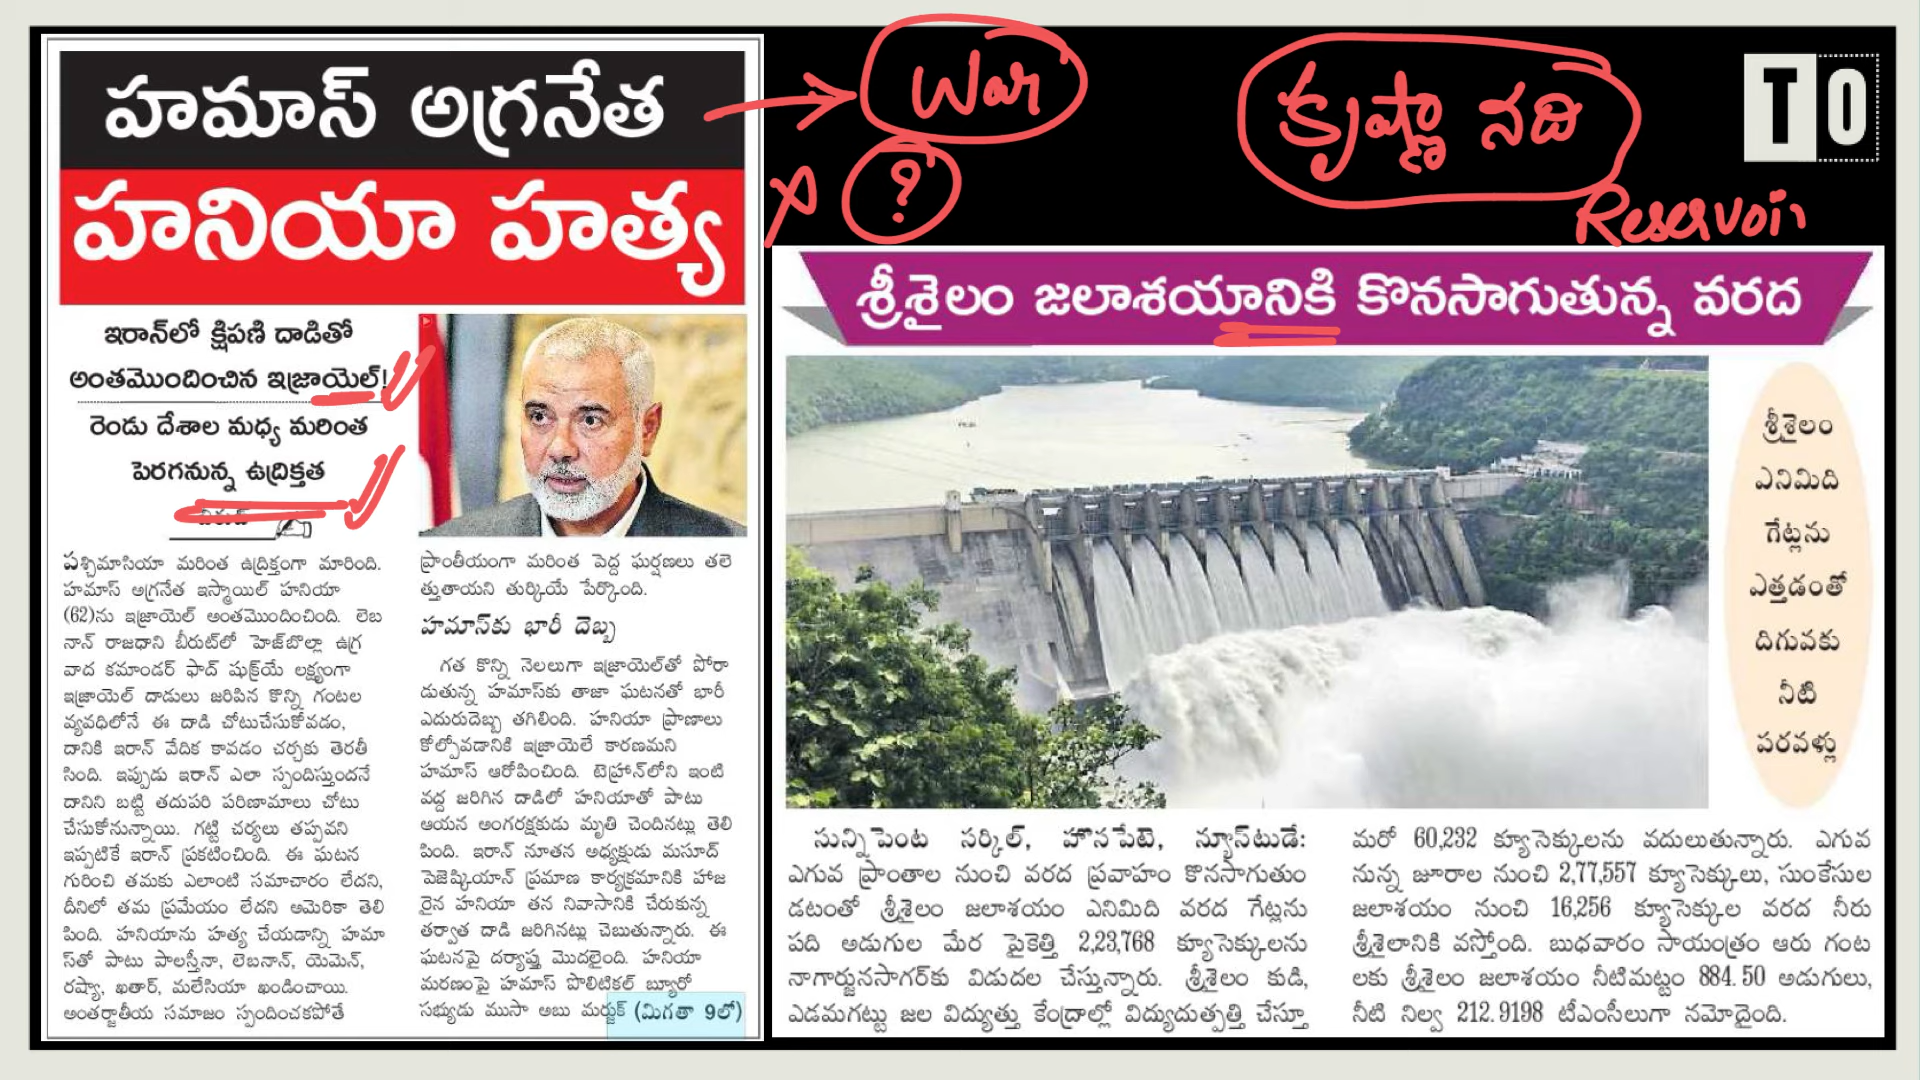 హమాస్ అగ్రనేత
హనియా హత్య
ఇరాన్‌లో క్షిపణి దాడితో
అంతమొందించిన ఇజ్రాయెల్!
రెండు దేశాల మధ్య మరింత
పెరగనున్న ఉద్రిక్తత
పశ్చిమాసియా మరింత ఉద్రిక్తంగా మారింది.
హమాస్ అగ్రనేత ఇస్మాయిల్ హనియా
(62)ను ఇజ్రాయెల్ అంతమొందించింది. లెబ
నాన్ రాజధాని బీరుట్‌లో హెజ్‌బొల్లా ఉగ్ర
వాద కమాండర్ ఫాద్ షుక్ర్‌యే లక్ష్యంగా
ఇజ్రాయెల్ దాడులు జరిపిన కొన్ని గంటల
వ్యవధిలోనే ఈ దాడి చోటుచేసుకోవడం,
దానికి ఇరాన్ వేదిక కావడం చర్చకు తెరతీ
సింది. ఇప్పుడు ఇరాన్ ఎలా స్పందిస్తుందనే
దానిని బట్టి తదుపరి పరిణామాలు చోటు
చేసుకోనున్నాయి. గట్టి చర్యలు తప్పవని
ఇప్పటికే ఇరాన్ ప్రకటించింది. ఈ ఘటన
గురించి తమకు ఎలాంటి సమాచారం లేదని,
దీనిలో తమ ప్రమేయం లేదని అమెరికా తెలి
పింది. హనియాను హత్య చేయడాన్ని హమా
స్‌తో పాటు పాలస్తీనా, లెబనాన్, యెమెన్,
రష్యా, ఖతార్, మలేసియా ఖండించాయి.
అంతర్జాతీయ సమాజం స్పందించకపోతే
ప్రాంతీయంగా మరింత పెద్ద ఘర్షణలు తలె
త్తుతాయని తుర్కియే పేర్కొంది.
హమాస్‌కు భారీ దెబ్బ
గత కొన్ని నెలలుగా ఇజ్రాయెల్‌తో పోరా
డుతున్న హమాస్‌కు తాజా ఘటనతో భారీ
ఎదురుదెబ్బ తగిలింది. హనియా ప్రాణాలు
కోల్పోవడానికి ఇజ్రాయెలే కారణమని
హమాస్ ఆరోపించింది. టెహ్రాన్‌లోని ఇంటి
వద్ద జరిగిన దాడిలో హనియాతో పాటు
ఆయన అంగరక్షకుడు మృతి చెందినట్లు తెలి
పింది. ఇరాన్ నూతన అధ్యక్షుడు మసూద్
పెజెష్కియాన్ ప్రమాణ కార్యక్రమానికి హాజ
రైన హనియా తన నివాసానికి చేరుకున్న
తర్వాత దాడి జరిగినట్లు చెబుతున్నారు. ఈ
ఘటనపై దర్యాప్తు మొదలైంది. హనియా
మరణంపై హమాస్ పొలిటికల్ బ్యూరో
సభ్యుడు ముసా అబు మర్జుక్ (మిగతా 9లో)
War
?
కృష్ణా నది
Reservoir
TO
శ్రీశైలం జలాశయానికి కొనసాగుతున్న వరద
శ్రీశైలం
ఎనిమిది
గేట్లను
ఎత్తడంతో
దిగువకు
నీటి
పరవళ్లు
సున్నిపెంట సర్కిల్, హొసపేటె, న్యూస్‌టుడే:
ఎగువ ప్రాంతాల నుంచి వరద ప్రవాహం కొనసాగుతుం
డటంతో శ్రీశైలం జలాశయం ఎనిమిది వరద గేట్లను
పది అడుగుల మేర పైకెత్తి 2,23,768 క్యూసెక్కులను
నాగార్జునసాగర్‌కు విడుదల చేస్తున్నారు. శ్రీశైలం కుడి,
ఎడమగట్టు జల విద్యుత్తు కేంద్రాల్లో విద్యుదుత్పత్తి చేస్తూ
మరో 60,232 క్యూసెక్కులను వదులుతున్నారు. ఎగువ
నున్న జూరాల నుంచి 2,77,557 క్యూసెక్కులు, సుంకేసుల
జలాశయం నుంచి 16,256 క్యూసెక్కుల వరద నీరు
శ్రీశైలానికి వస్తోంది. బుధవారం సాయంత్రం ఆరు గంట
లకు శ్రీశైలం జలాశయం నీటిమట్టం 884.50 అడుగులు,
నీటి నిల్వ 212.9198 టీఎంసీలుగా నమోదైంది.